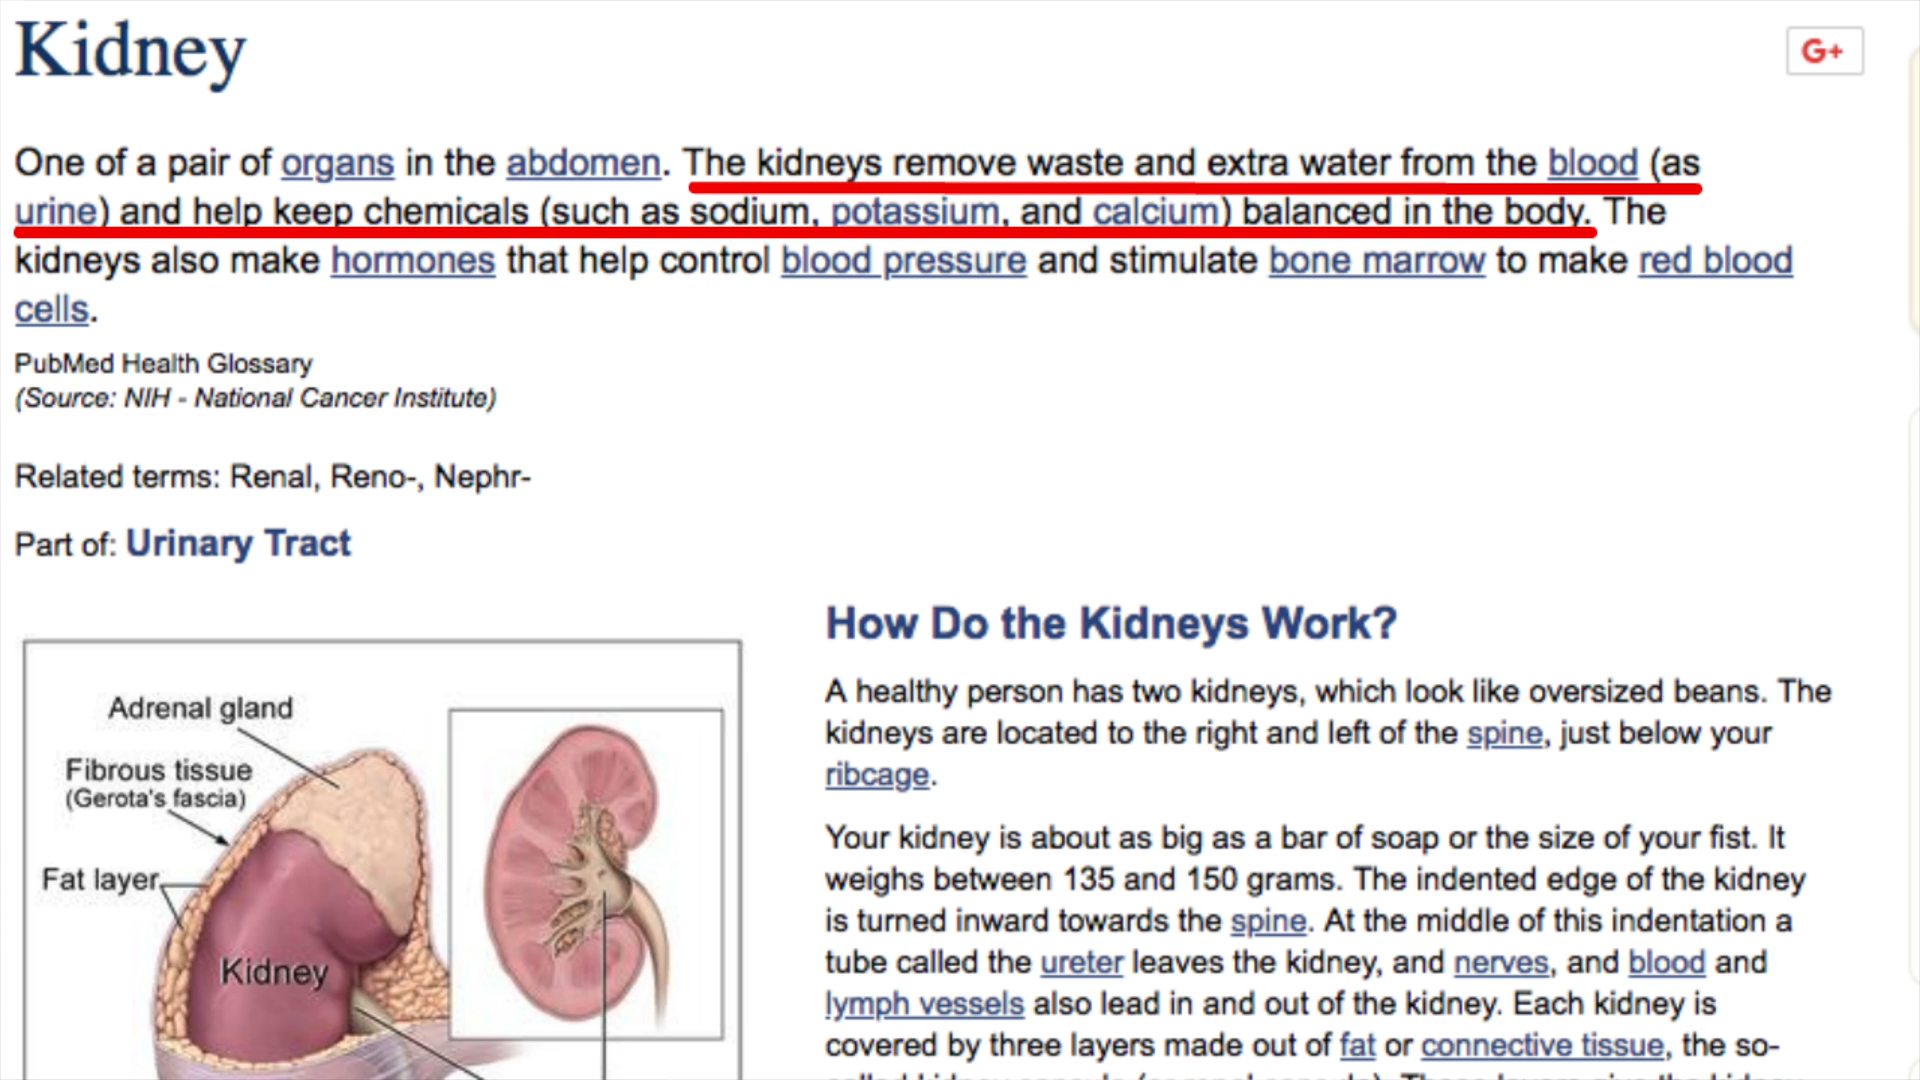 Kidney
G+
One of a pair of organs in the abdomen. The kidneys remove waste and extra water from the blood (as
urine) and help keep chemicals (such as sodium, potassium, and calcium) balanced in the body. The
kidneys also make hormones that help control blood pressure and stimulate bone marrow to make red blood
cells.
PubMed Health Glossary
(Source: NIH - National Cancer Institute)
Related terms: Renal, Reno-, Nephr-
Part of: Urinary Tract
Adrenal gland
Fibrous tissue
(Gerota's fascia)
Fat layer
Kidney
How Do the Kidneys Work?
A healthy person has two kidneys, which look like oversized beans. The
kidneys are located to the right and left of the spine, just below your
ribcage.
Your kidney is about as big as a bar of soap or the size of your fist. It
weighs between 135 and 150 grams. The indented edge of the kidney
is turned inward towards the spine. At the middle of this indentation a
tube called the ureter leaves the kidney, and nerves, and blood and
lymph vessels also lead in and out of the kidney. Each kidney is
covered by three layers made out of fat or connective tissue, the so-